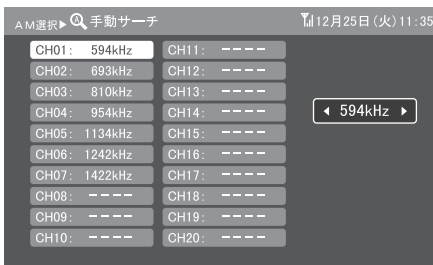 AM選択▶ 手動サーチ 12月25日(火)11:35
CH01: 594kHz CH11: ----
CH02: 693kHz CH12: ----
CH03: 810kHz CH13: ----
CH04: 954kHz CH14: ----
CH05: 1134kHz CH15: ----
CH06: 1242kHz CH16: ----
CH07: 1422kHz CH17: ----
CH08: ---- CH18: ----
CH09: ---- CH19: ----
CH10: ---- CH20: ----
◀ 594kHz ▶